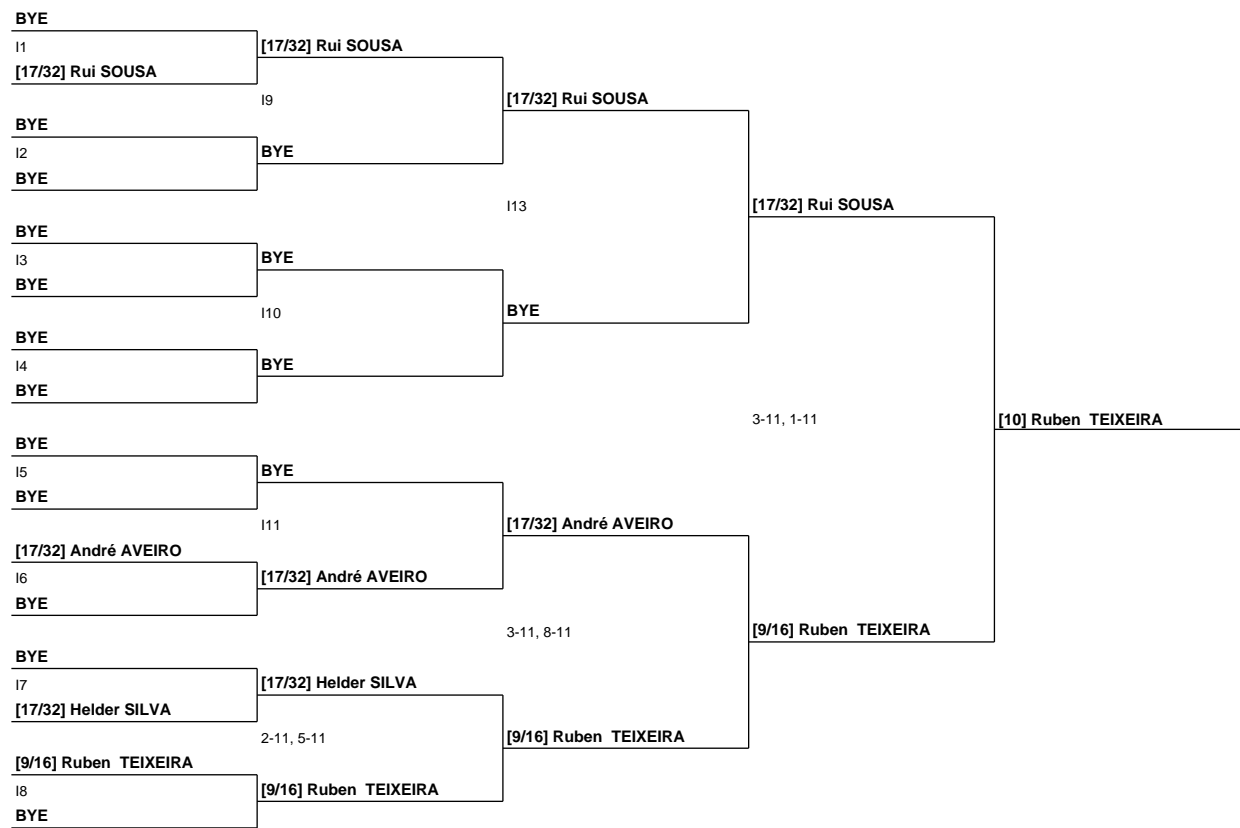 BYE
I1
[17/32] Rui SOUSA
[17/32] Rui SOUSA
I9
[17/32] Rui SOUSA
BYE
I2
BYE
BYE
I13
[17/32] Rui SOUSA
BYE
I3
BYE
BYE
I10
BYE
BYE
I4
BYE
BYE
3-11, 1-11
[10] Ruben  TEIXEIRA
BYE
I5
BYE
BYE
I11
[17/32] André AVEIRO
[17/32] André AVEIRO
I6
BYE
[17/32] André AVEIRO
3-11, 8-11
[9/16] Ruben  TEIXEIRA
BYE
I7
[17/32] Helder SILVA
[17/32] Helder SILVA
2-11, 5-11
[9/16] Ruben  TEIXEIRA
[9/16] Ruben  TEIXEIRA
I8
BYE
[9/16] Ruben  TEIXEIRA